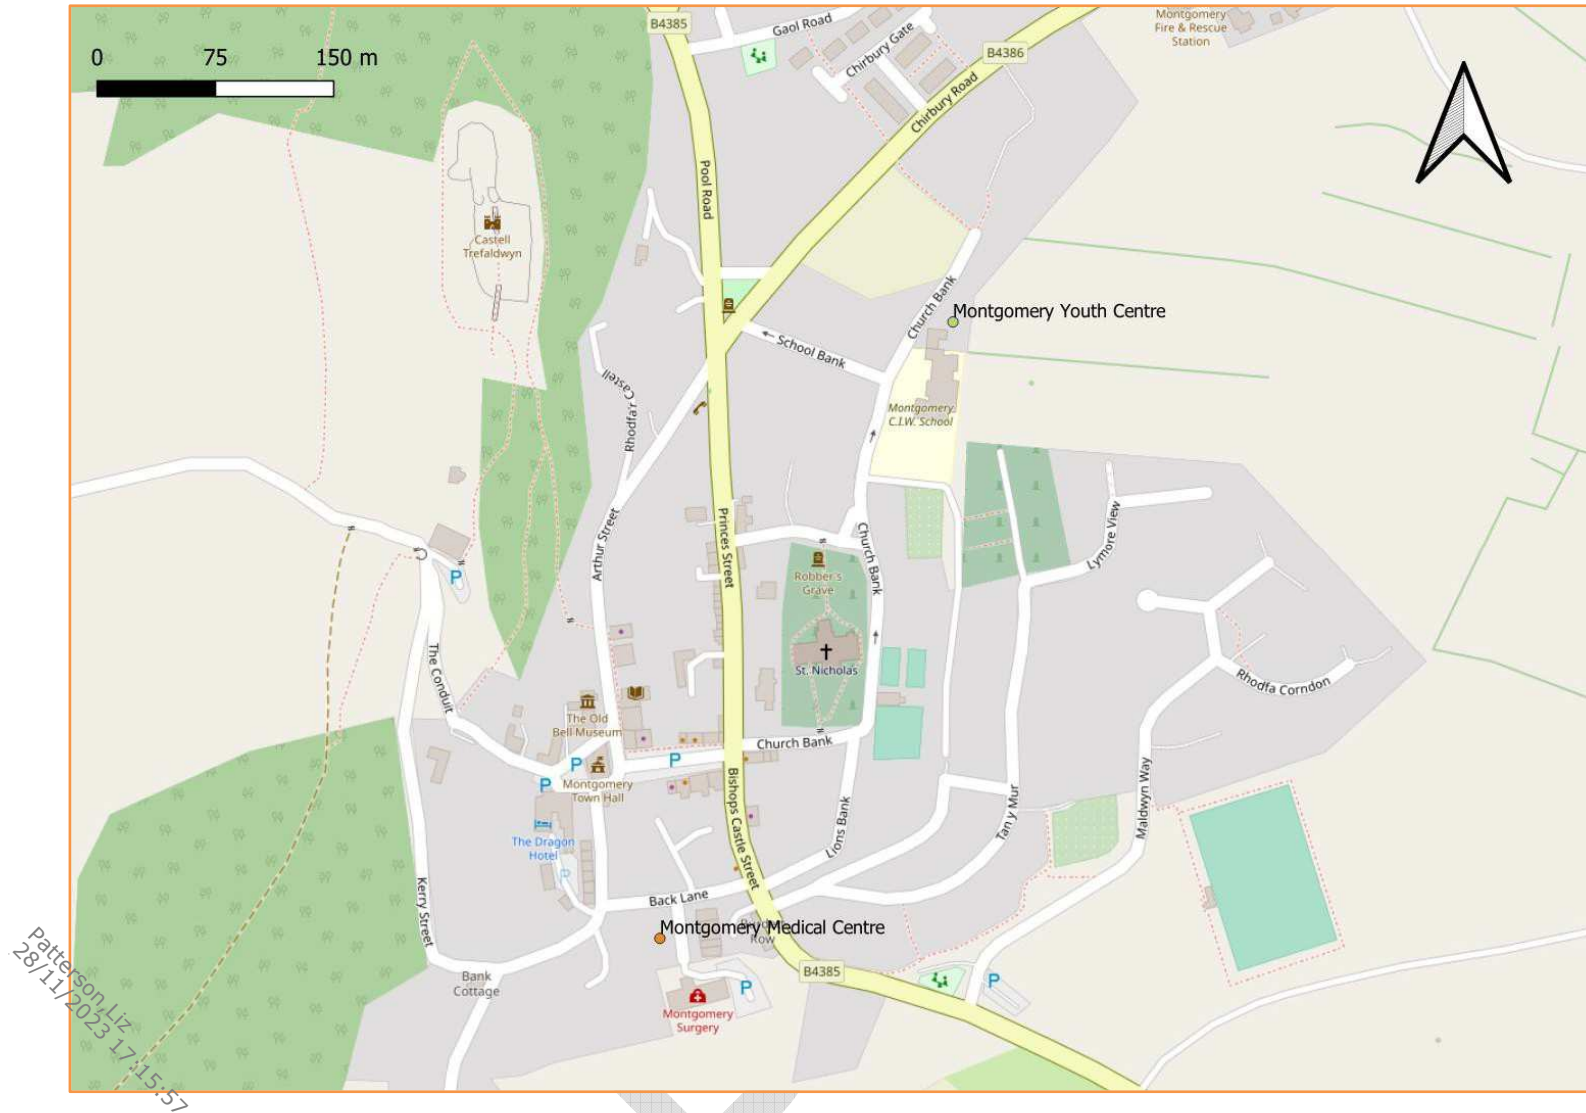 B4385
Gaol Road
Montgomery
Fire & Rescue
Station
0 75 150 m
Chirbury Gate
B4386
Chirbury Road
Pool Road
Castell
Trefaldwyn
Church Bank
Montgomery Youth Centre
School Bank
Rhodfa'r Castell
Montgomery
C.I.W. School
Arthur Street
Princes Street
Church Bank
Lymore View
P
Robber's
Grave
The Conduit
St. Nicholas
Rhodfa Corndon
The Old
Bell Museum
Church Bank
P
P
P
Montgomery
Town Hall
Bishops Castle Street
Maldwyn Way
Tan y Mur
Lions Bank
The Dragon
Hotel
P
Back Lane
Kerry Street
Montgomery Medical Centre
Row
B4385
Bank
Cottage
P
P
Montgomery
Surgery
Patterson, Liz
28/11/2023 17:15:57